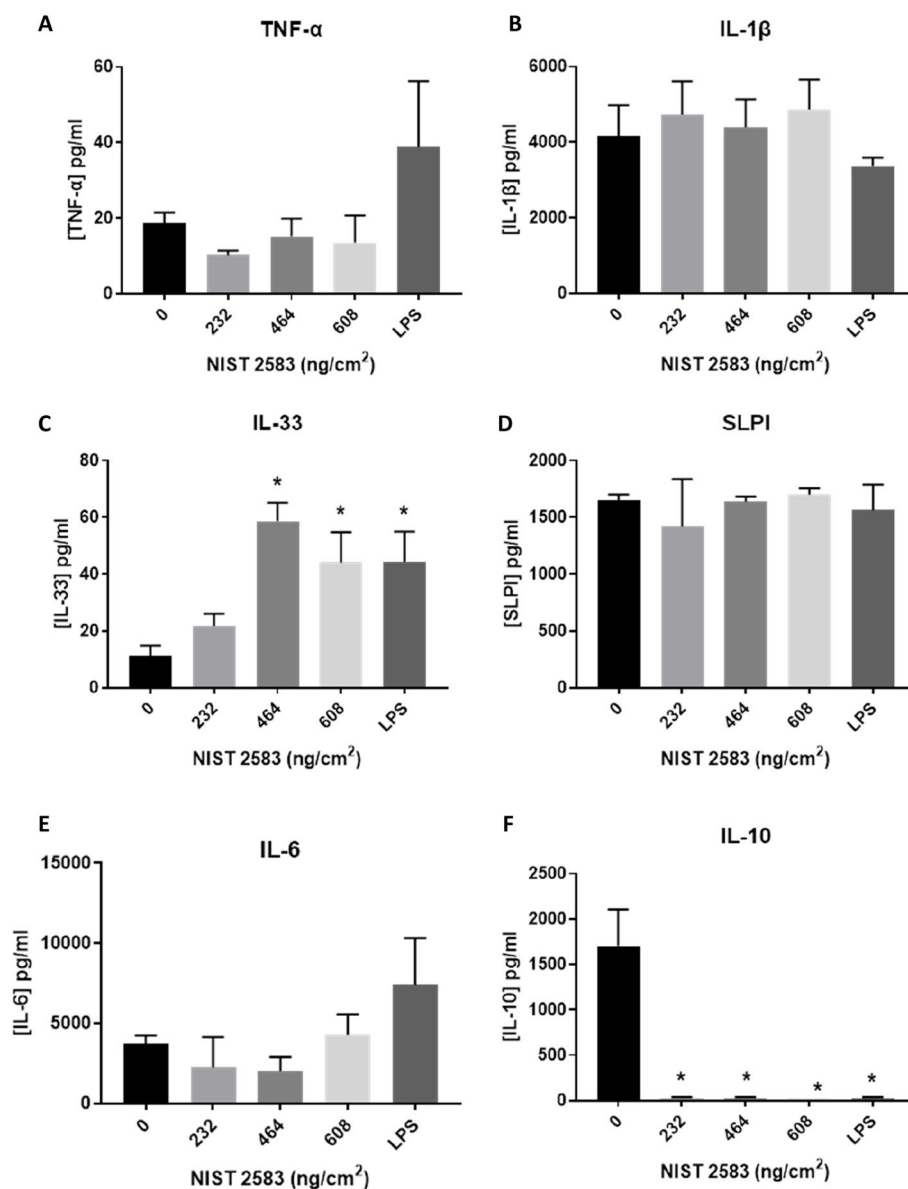 A
TNF-α
[TNF-α] pg/ml
60
40
20
0
0
232
464
608
LPS
NIST 2583 (ng/cm²)
B
IL-1β
[IL-1β] pg/ml
6000
4000
2000
0
0
232
464
608
LPS
NIST 2583 (ng/cm²)
C
IL-33
[IL-33] pg/ml
80
60
40
20
0
*
*
*
0
232
464
608
LPS
NIST 2583 (ng/cm²)
D
SLPI
[SLPI] pg/ml
2000
1500
1000
500
0
0
232
464
608
LPS
NIST 2583 (ng/cm²)
E
IL-6
[IL-6] pg/ml
15000
10000
5000
0
0
232
464
608
LPS
NIST 2583 (ng/cm²)
F
IL-10
[IL-10] pg/ml
2500
2000
1500
1000
500
0
*
*
*
*
0
232
464
608
LPS
NIST 2583 (ng/cm²)